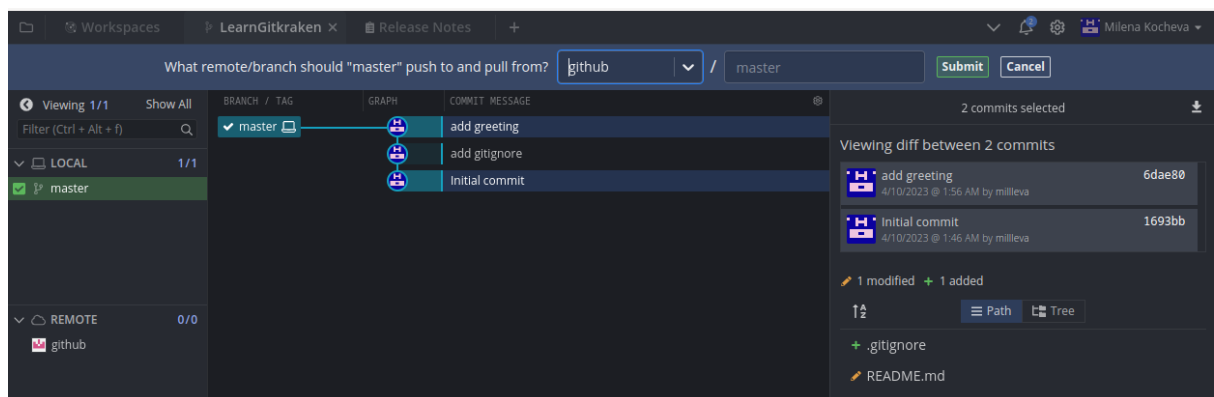 Workspaces LearnGitkraken × Release Notes + 2 Milena Kocheva
What remote/branch should "master" push to and pull from? github / master Submit Cancel
Viewing 1/1 Show All
Filter (Ctrl + Alt + f)
LOCAL 1/1
master
REMOTE 0/0
github
BRANCH / TAG GRAPH COMMIT MESSAGE
master add greeting
add gitignore
Initial commit
2 commits selected
Viewing diff between 2 commits
add greeting 6dae80
4/10/2023 @ 1:56 AM by millleva
Initial commit 1693bb
4/10/2023 @ 1:46 AM by millleva
1 modified + 1 added
Path Tree
+ .gitignore
README.md